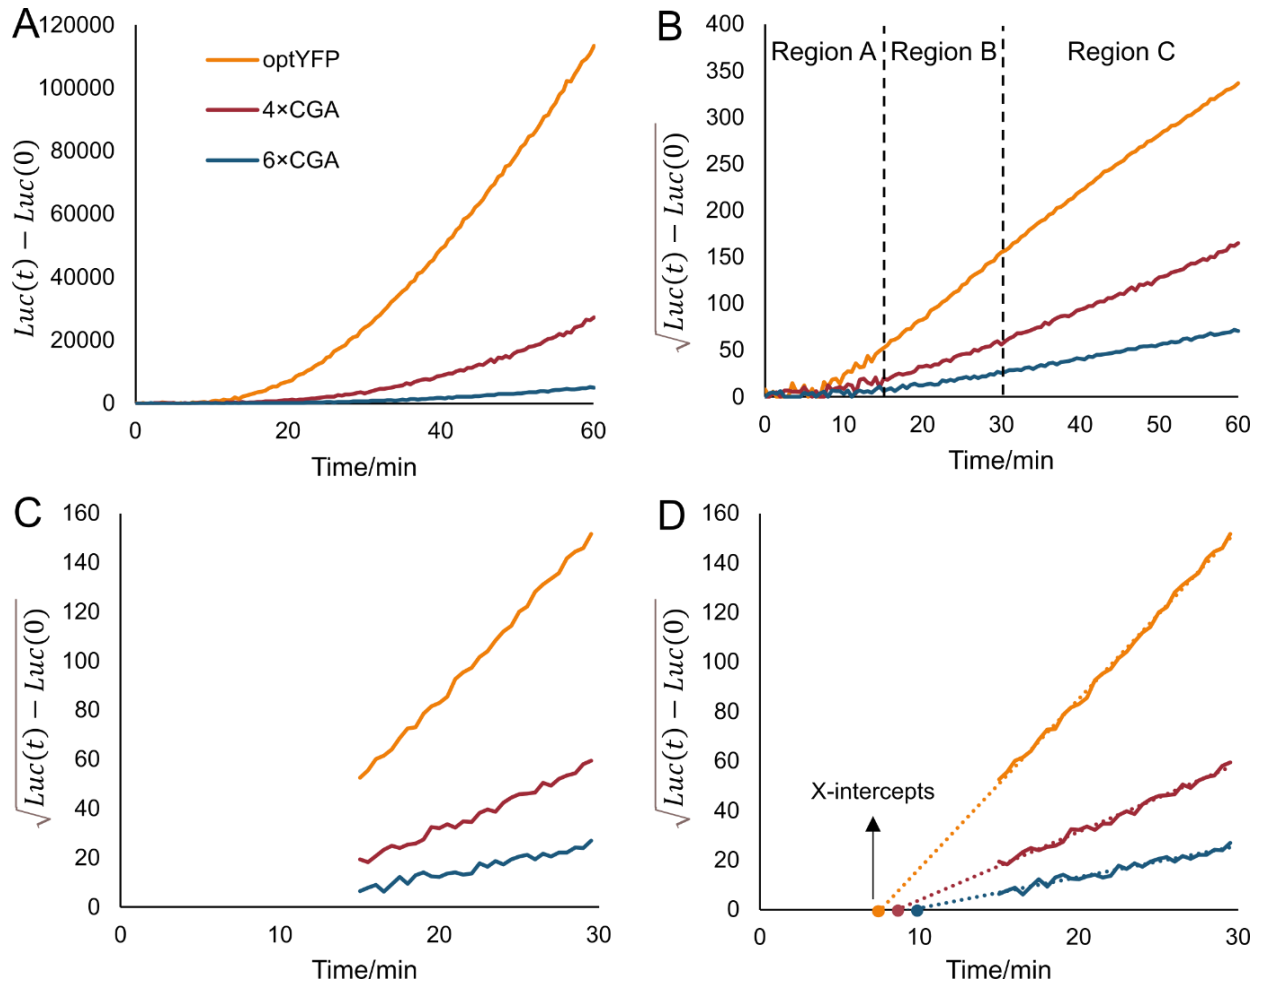 A
120000
100000
80000
60000
40000
20000
0
Luc(t) − Luc(0)
optYFP
4×CGA
6×CGA
0 20 40 60
Time/min
B
400
350
300
250
200
150
100
50
0
√Luc(t) − Luc(0)
Region A Region B Region C
0 10 20 30 40 50 60
Time/min
C
160
140
120
100
80
60
40
20
0
√Luc(t) − Luc(0)
0 10 20 30
Time/min
D
160
140
120
100
80
60
40
20
0
√Luc(t) − Luc(0)
X-intercepts
0 10 20 30
Time/min